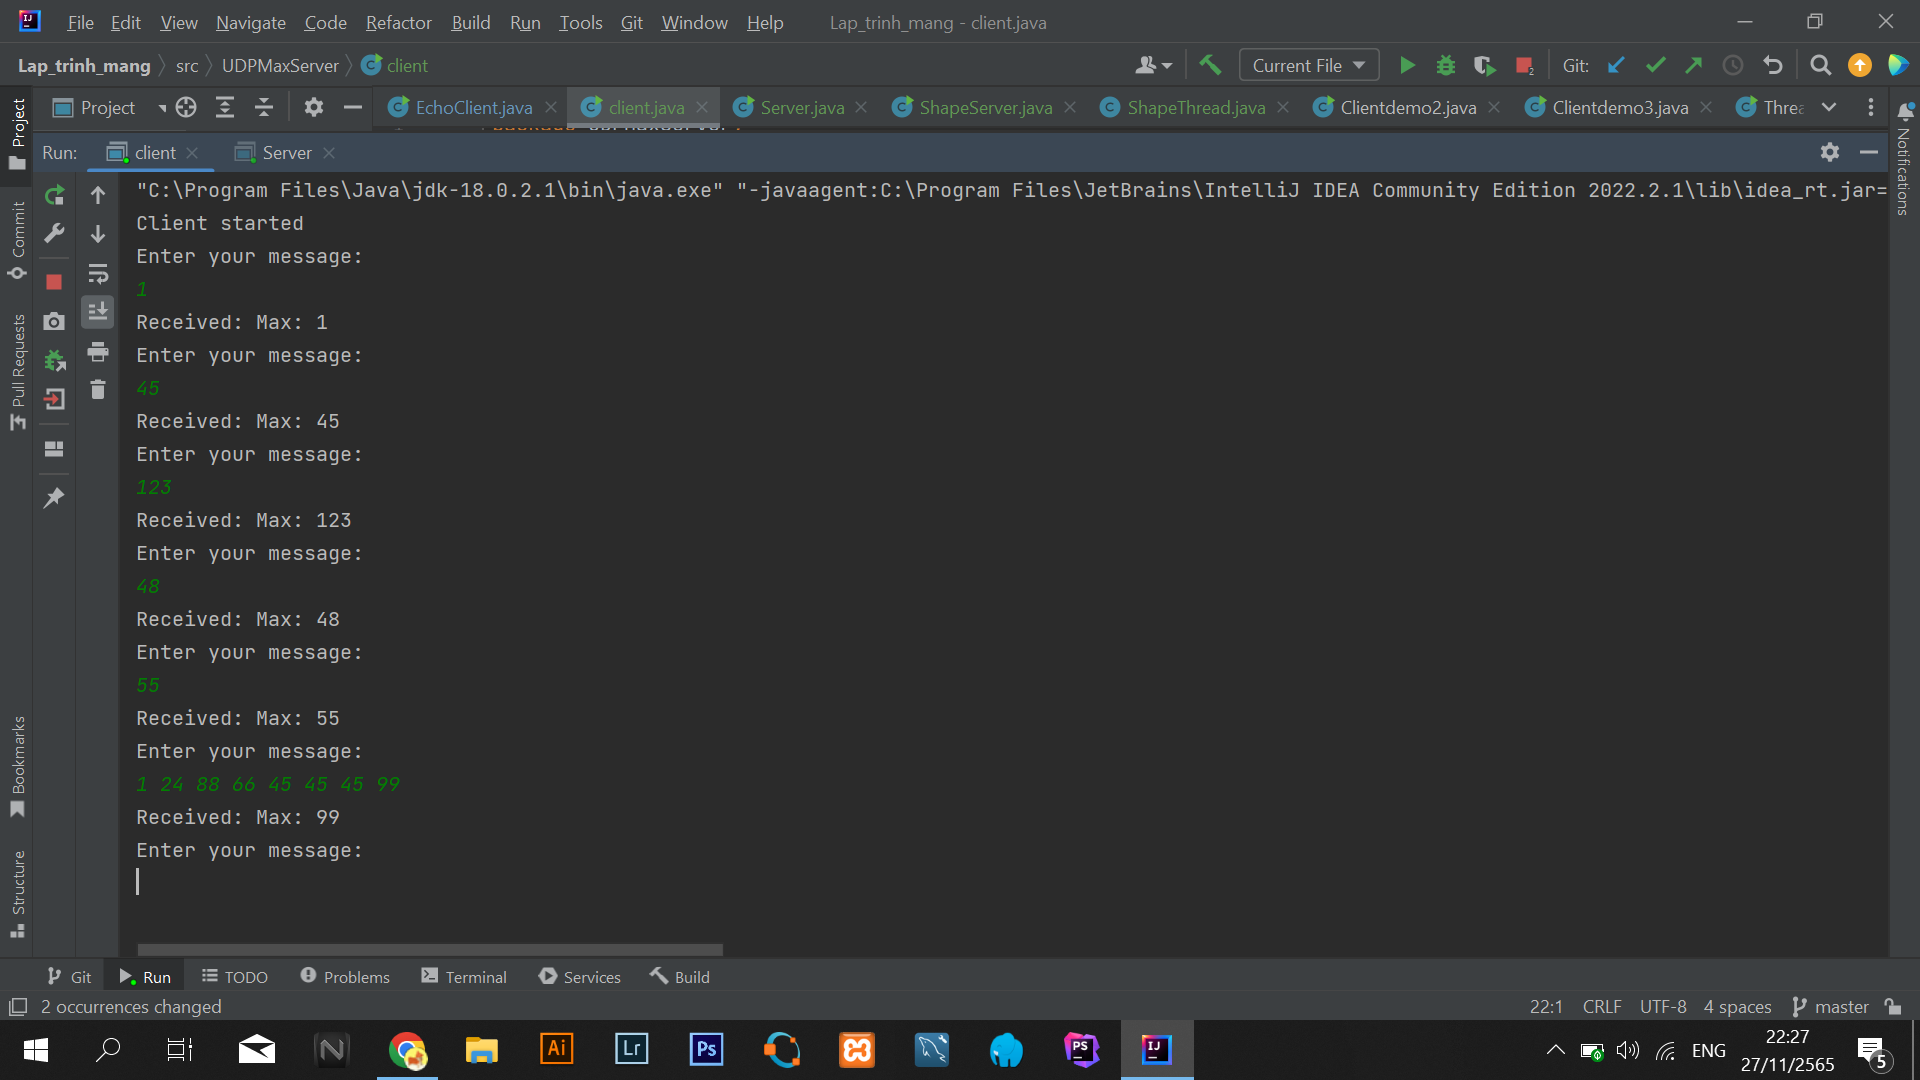 File Edit View Navigate Code Refactor Build Run Tools Git Window Help Lap_trinh_mang - client.java
Lap_trinh_mang src UDPMaxServer client Current File 2 Git:
Project EchoClient.java client.java Server.java ShapeServer.java ShapeThread.java Clientdemo2.java Clientdemo3.java Threa
Run: client Server
"C:\Program Files\Java\jdk-18.0.2.1\bin\java.exe" "-javaagent:C:\Program Files\JetBrains\IntelliJ IDEA Community Edition 2022.2.1\lib\idea_rt.jar=
Client started
Enter your message:
1
Received: Max: 1
Enter your message:
45
Received: Max: 45
Enter your message:
123
Received: Max: 123
Enter your message:
48
Received: Max: 48
Enter your message:
55
Received: Max: 55
Enter your message:
1 24 88 66 45 45 45 99
Received: Max: 99
Enter your message:
Project
Commit
Pull Requests
Bookmarks
Structure
Notifications
Git Run TODO Problems Terminal Services Build
2 occurrences changed 22:1 CRLF UTF-8 4 spaces master
Ai Lr Ps PS IJ ENG 22:27
27/11/2565 5